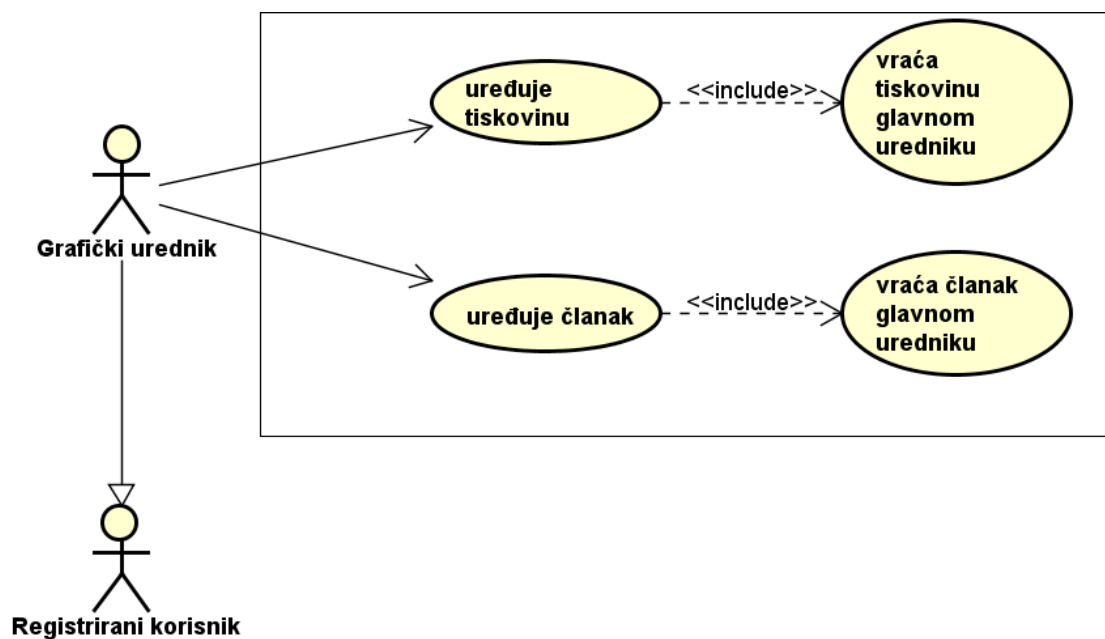 uređuje
tiskovinu
<<include>>
vraća
tiskovinu
glavnom
uredniku
Grafički urednik
uređuje članak
<<include>>
vraća članak
glavnom
uredniku
Registrirani korisnik